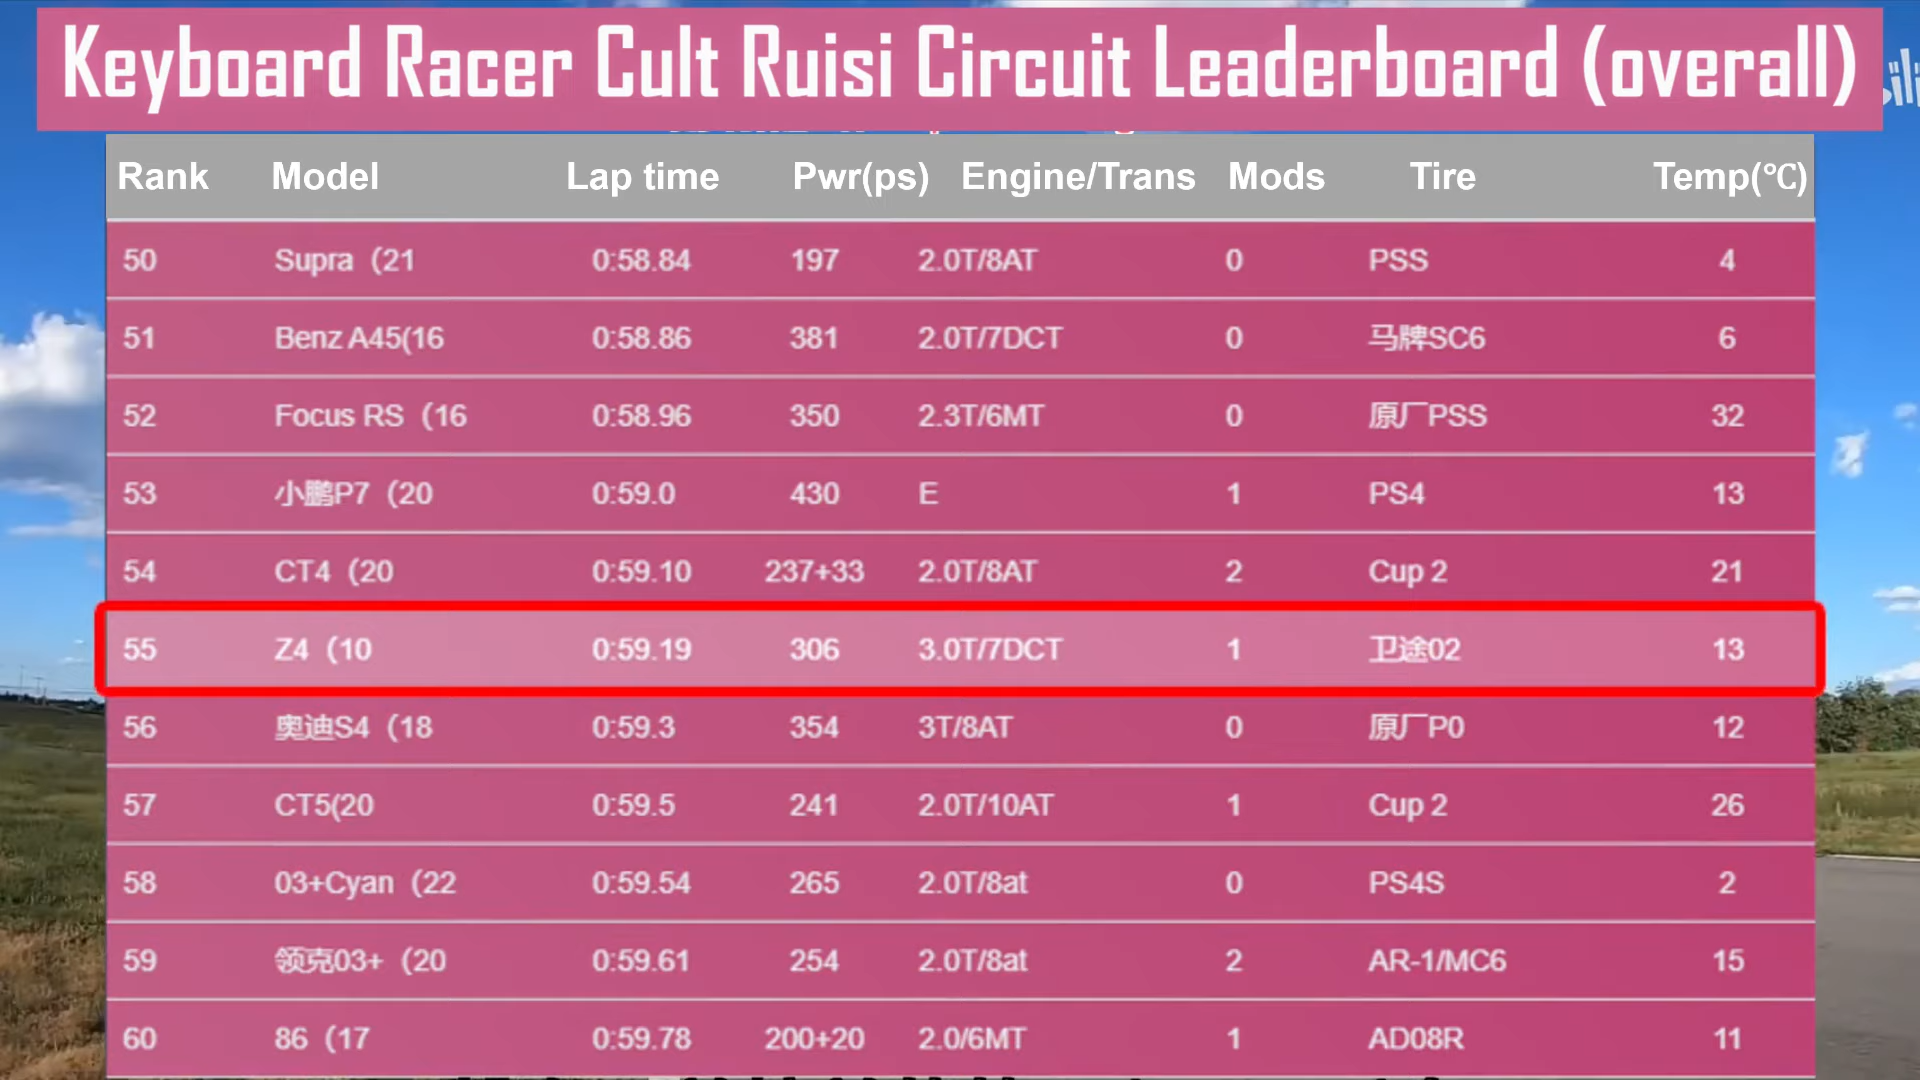 Keyboard Racer Cult Ruisi Circuit Leaderboard (overall)
Rank Model Lap time Pwr(ps) Engine/Trans Mods Tire Temp(℃)
50 Supra（21 0:58.84 197 2.0T/8AT 0 PSS 4
51 Benz A45(16 0:58.86 381 2.0T/7DCT 0 马牌SC6 6
52 Focus RS（16 0:58.96 350 2.3T/6MT 0 原厂PSS 32
53 小鹏P7（20 0:59.0 430 E 1 PS4 13
54 CT4（20 0:59.10 237+33 2.0T/8AT 2 Cup 2 21
55 Z4（10 0:59.19 306 3.0T/7DCT 1 卫途02 13
56 奥迪S4（18 0:59.3 354 3T/8AT 0 原厂P0 12
57 CT5(20 0:59.5 241 2.0T/10AT 1 Cup 2 26
58 03+Cyan（22 0:59.54 265 2.0T/8at 0 PS4S 2
59 领克03+（20 0:59.61 254 2.0T/8at 2 AR-1/MC6 15
60 86（17 0:59.78 200+20 2.0/6MT 1 AD08R 11